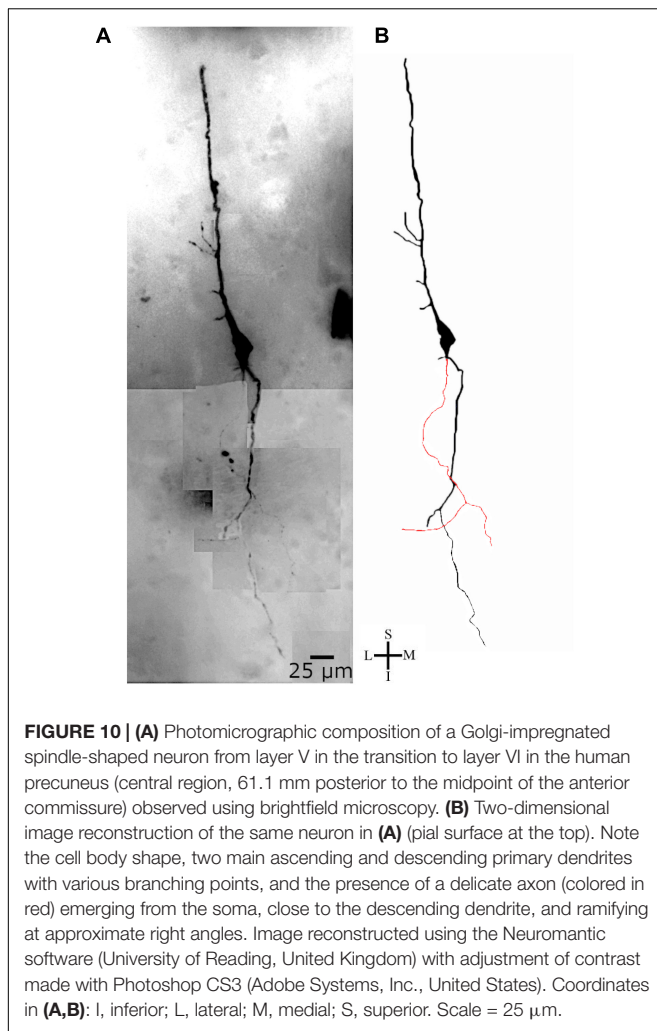 A
B
25 µm
S
L M
I
FIGURE 10 | (A) Photomicrographic composition of a Golgi-impregnated
spindle-shaped neuron from layer V in the transition to layer VI in the human
precuneus (central region, 61.1 mm posterior to the midpoint of the anterior
commissure) observed using brightfield microscopy. (B) Two-dimensional
image reconstruction of the same neuron in (A) (pial surface at the top). Note
the cell body shape, two main ascending and descending primary dendrites
with various branching points, and the presence of a delicate axon (colored in
red) emerging from the soma, close to the descending dendrite, and ramifying
at approximate right angles. Image reconstructed using the Neuromantic
software (University of Reading, United Kingdom) with adjustment of contrast
made with Photoshop CS3 (Adobe Systems, Inc., United States). Coordinates
in (A,B): I, inferior; L, lateral; M, medial; S, superior. Scale = 25 µm.